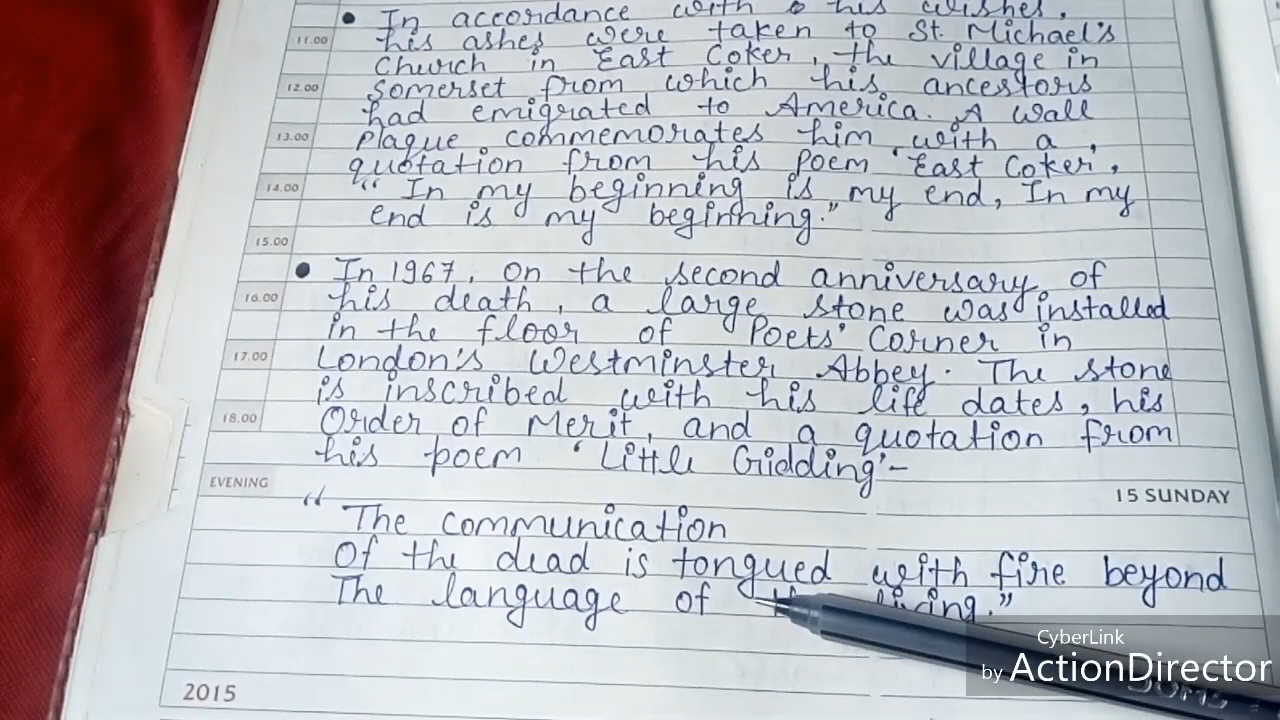 • In accordance with his wishes,
11.00 his ashes were taken to St. Michael's
Church in East Coker, the village in
12.00 Somerset from which his ancestors
had emigrated to America. A wall
13.00 Plaque commemorates him with a
quotation from his poem 'East Coker',
14.00 "In my beginning is my end, In my
end is my beginning."
15.00
• In 1967, on the second anniversary of
16.00 his death, a large stone was installed
in the floor of Poets' Corner in
17.00 London's Westminster Abbey. The stone
is inscribed with his life dates, his
18.00 Order of Merit, and a quotation from
his poem 'Little Gidding'-
EVENING
15 SUNDAY
"The communication
Of the dead is tongued with fire beyond
The language of living."
CyberLink
by ActionDirector
DOMS
2015